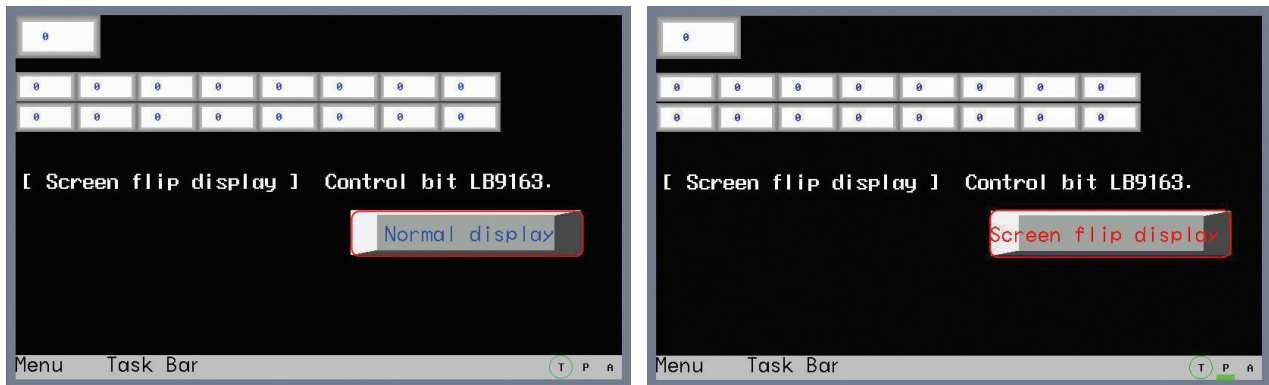 0
0 0 0 0 0 0 0 0
0 0 0 0 0 0 0 0
[ Screen flip display ] Control bit LB9163.
Normal display
Menu Task Bar T P A
0
0 0 0 0 0 0 0 0
0 0 0 0 0 0 0 0
[ Screen flip display ] Control bit LB9163.
Screen flip display
Menu Task Bar T P A